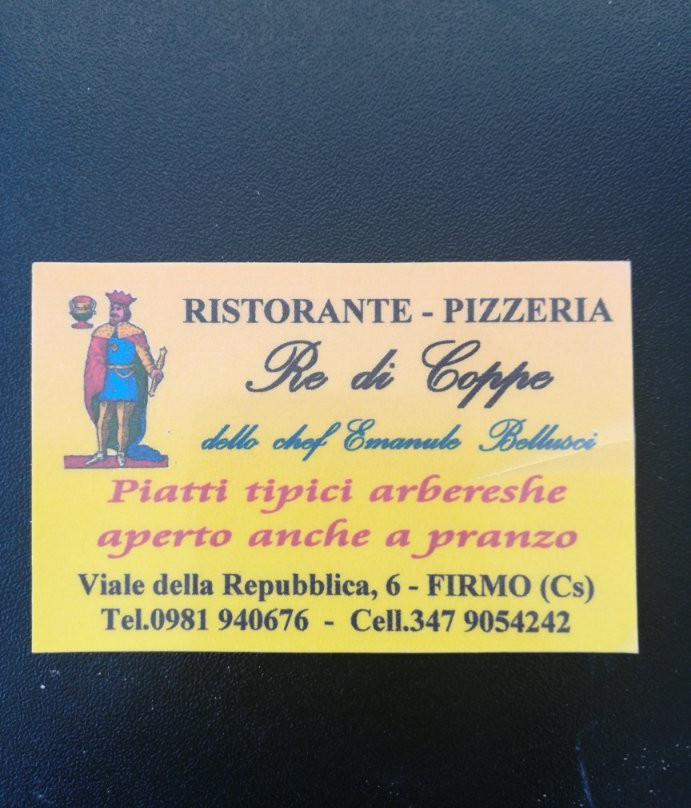 RISTORANTE - PIZZERIA
Re di Coppe
dello chef Emanule Bellusci
Piatti tipici arbereshe
aperto anche a pranzo
Viale della Repubblica, 6 - FIRMO (Cs)
Tel.0981 940676 - Cell.347 9054242